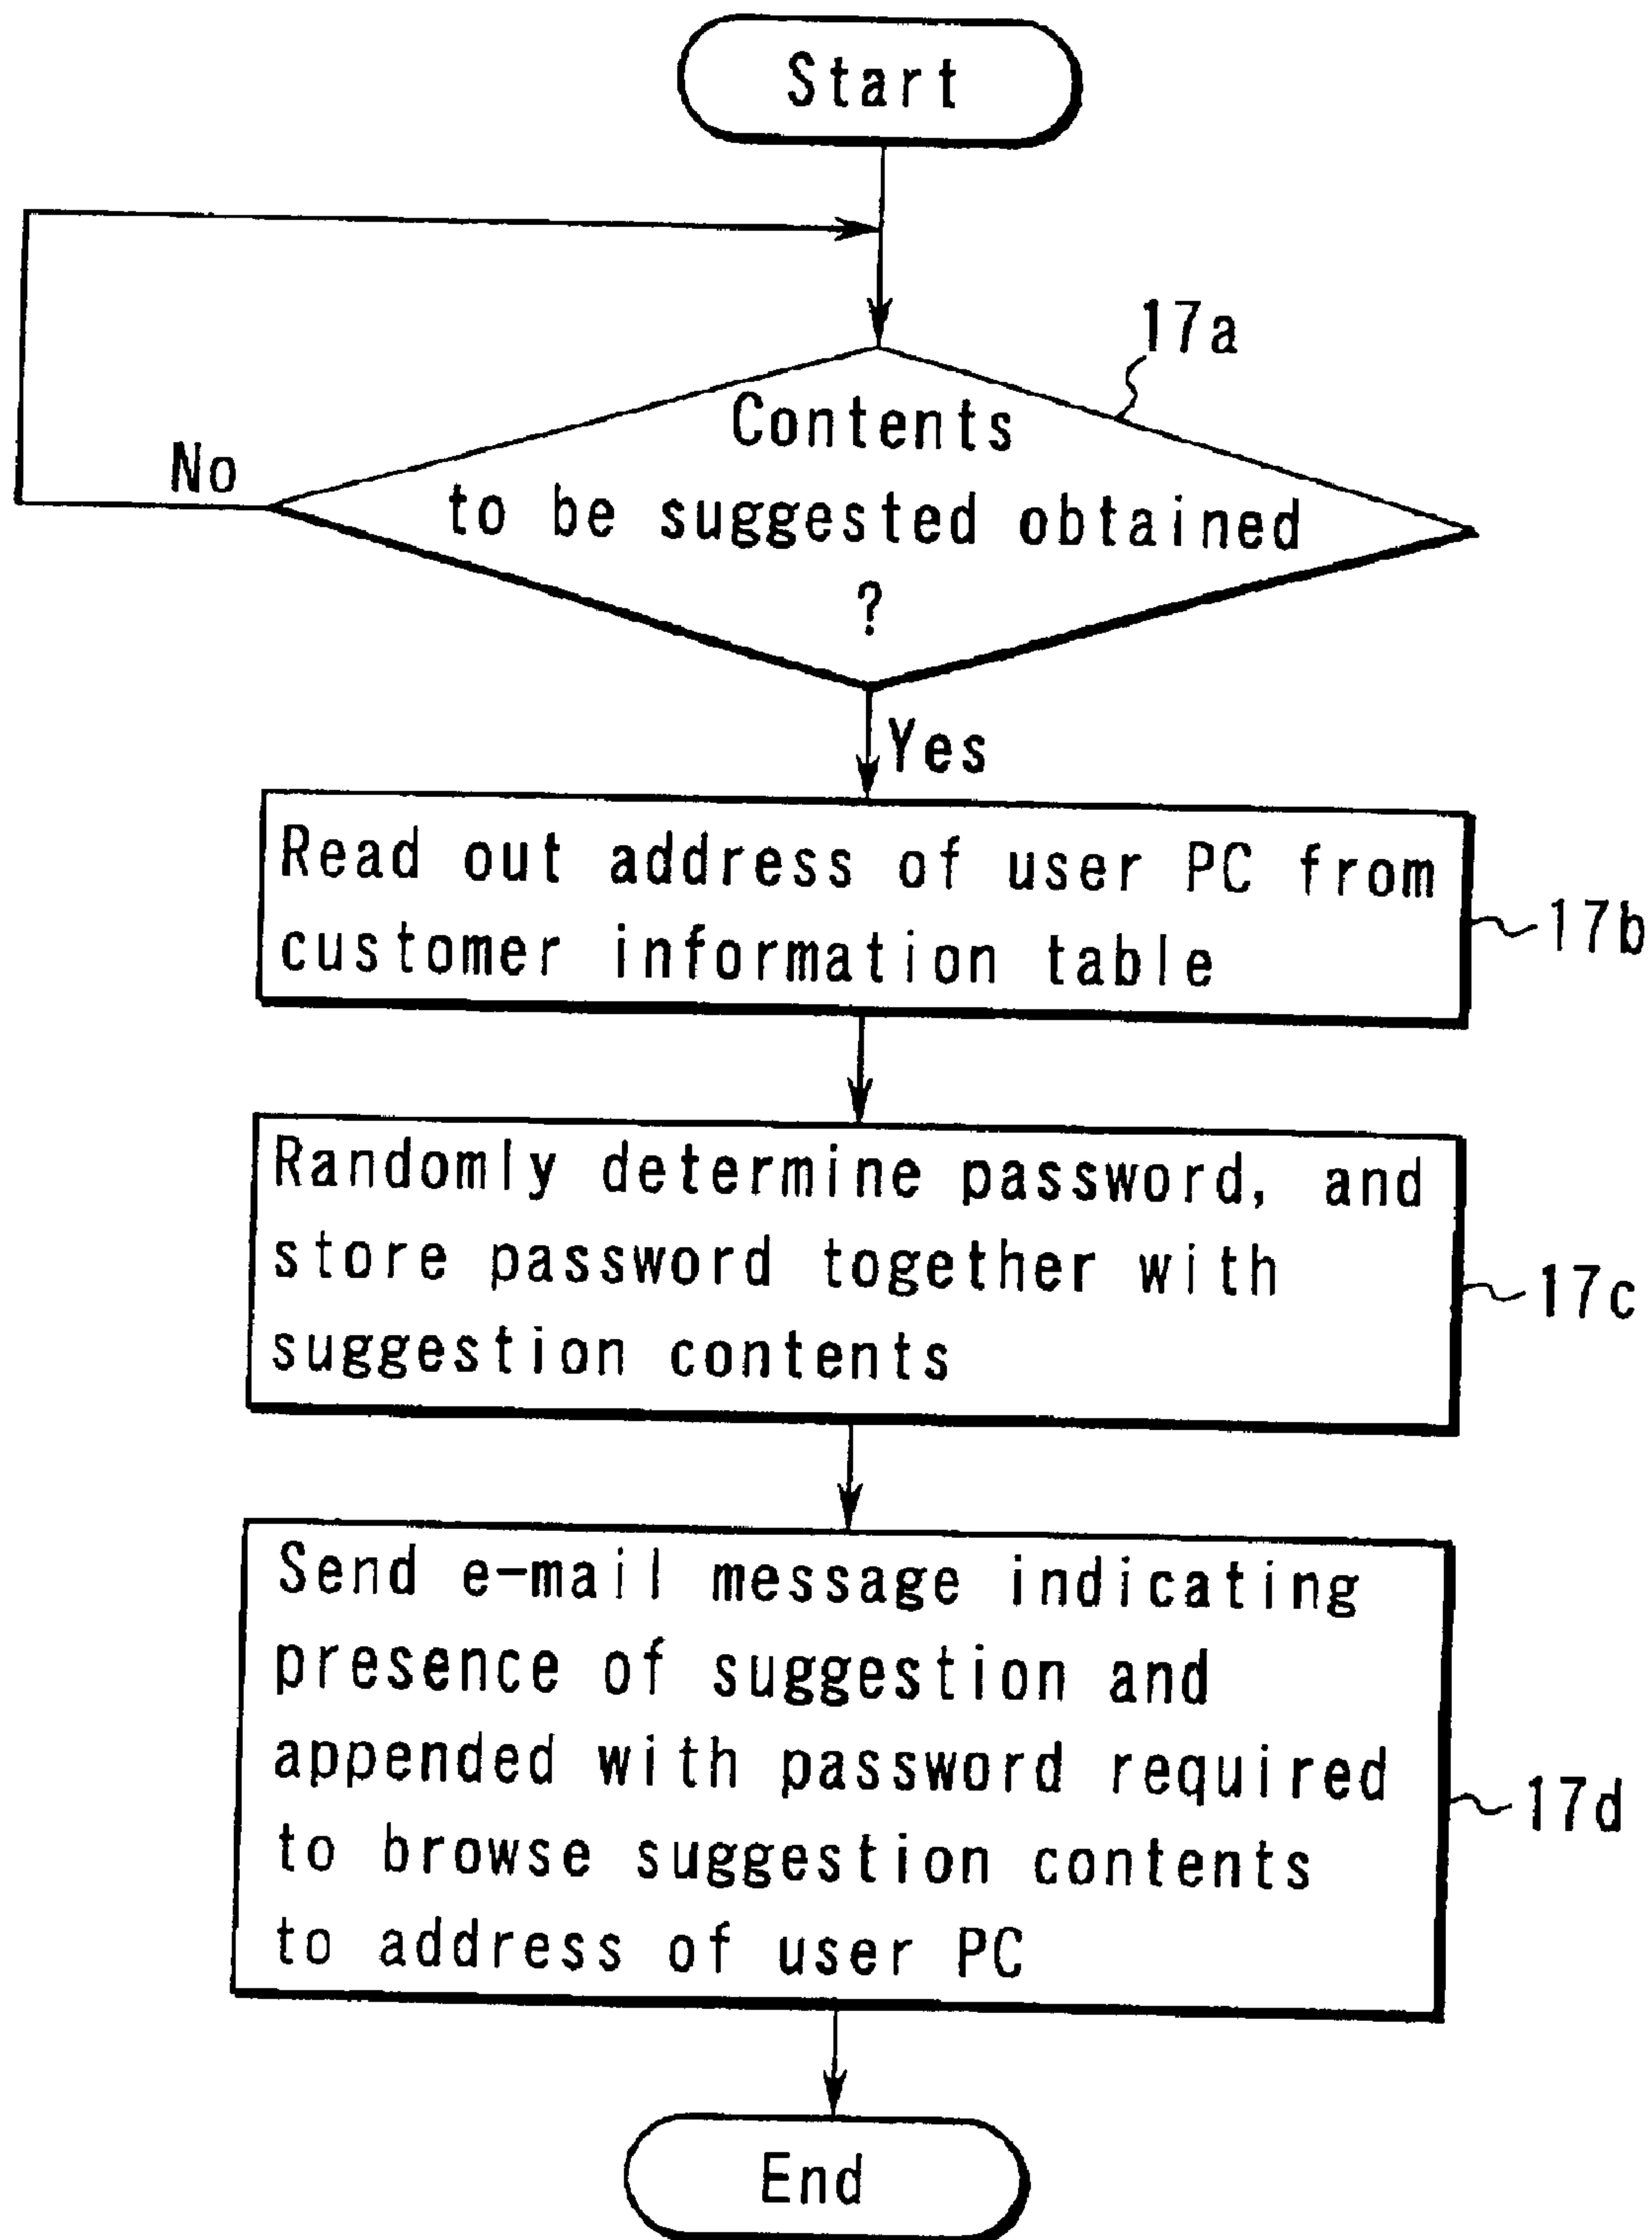 Start
17a
Contents
to be suggested obtained
?
No
Yes
Read out address of user PC from
customer information table
17b
Randomly determine password, and
store password together with
suggestion contents
17c
Send e-mail message indicating
presence of suggestion and
appended with password required
to browse suggestion contents
to address of user PC
17d
End